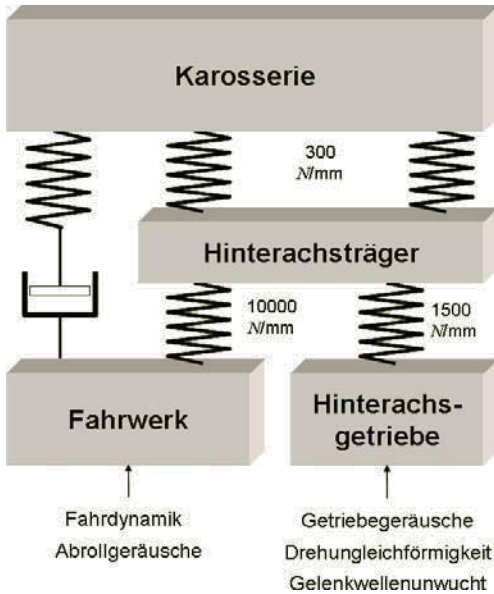 Karosserie
300
N/mm
Hinterachsträger
10000
N/mm
1500
N/mm
Fahrwerk
Hinterachs-
getriebe
Fahrdynamik
Abrollgeräusche
Getriebegeräusche
Drehungleichförmigkeit
Gelenkwellenunwucht